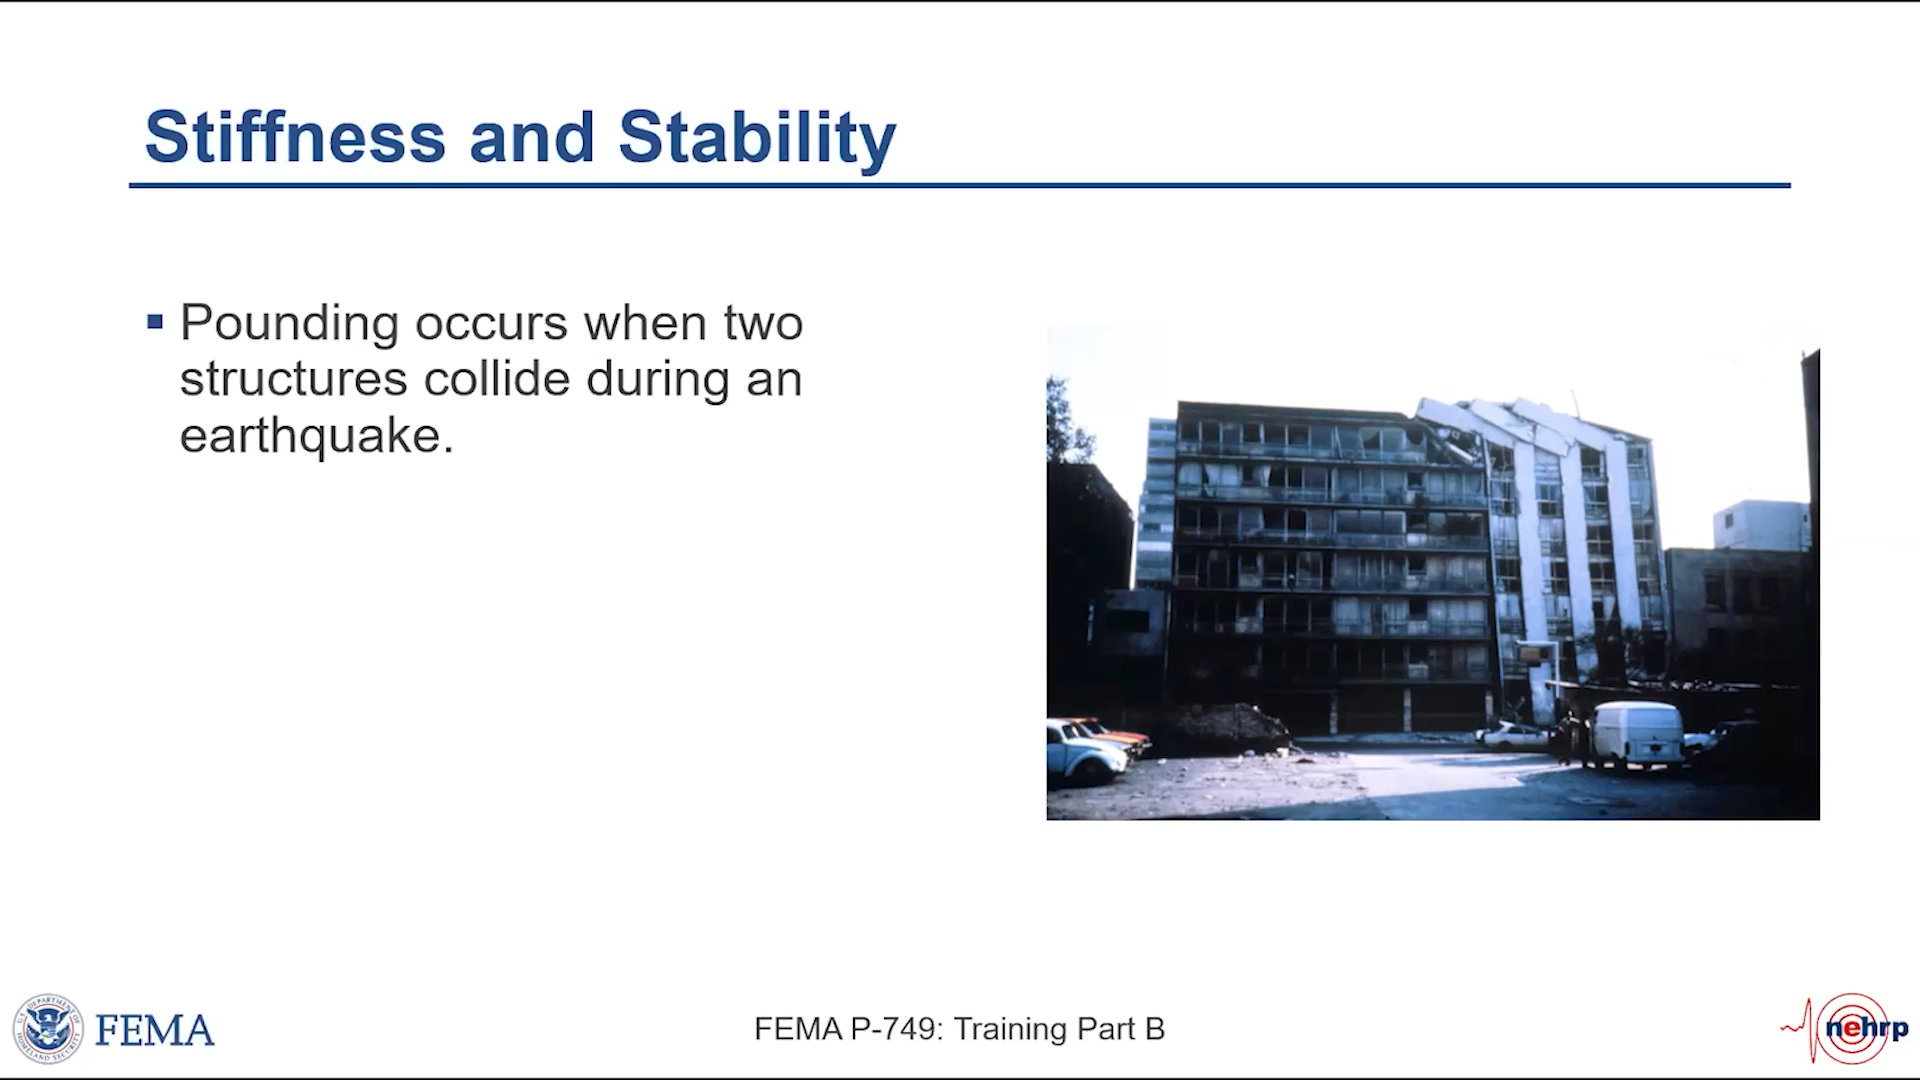 Stiffness and Stability
Pounding occurs when two
structures collide during an
earthquake.
FEMA
FEMA P-749: Training Part B
nehrp